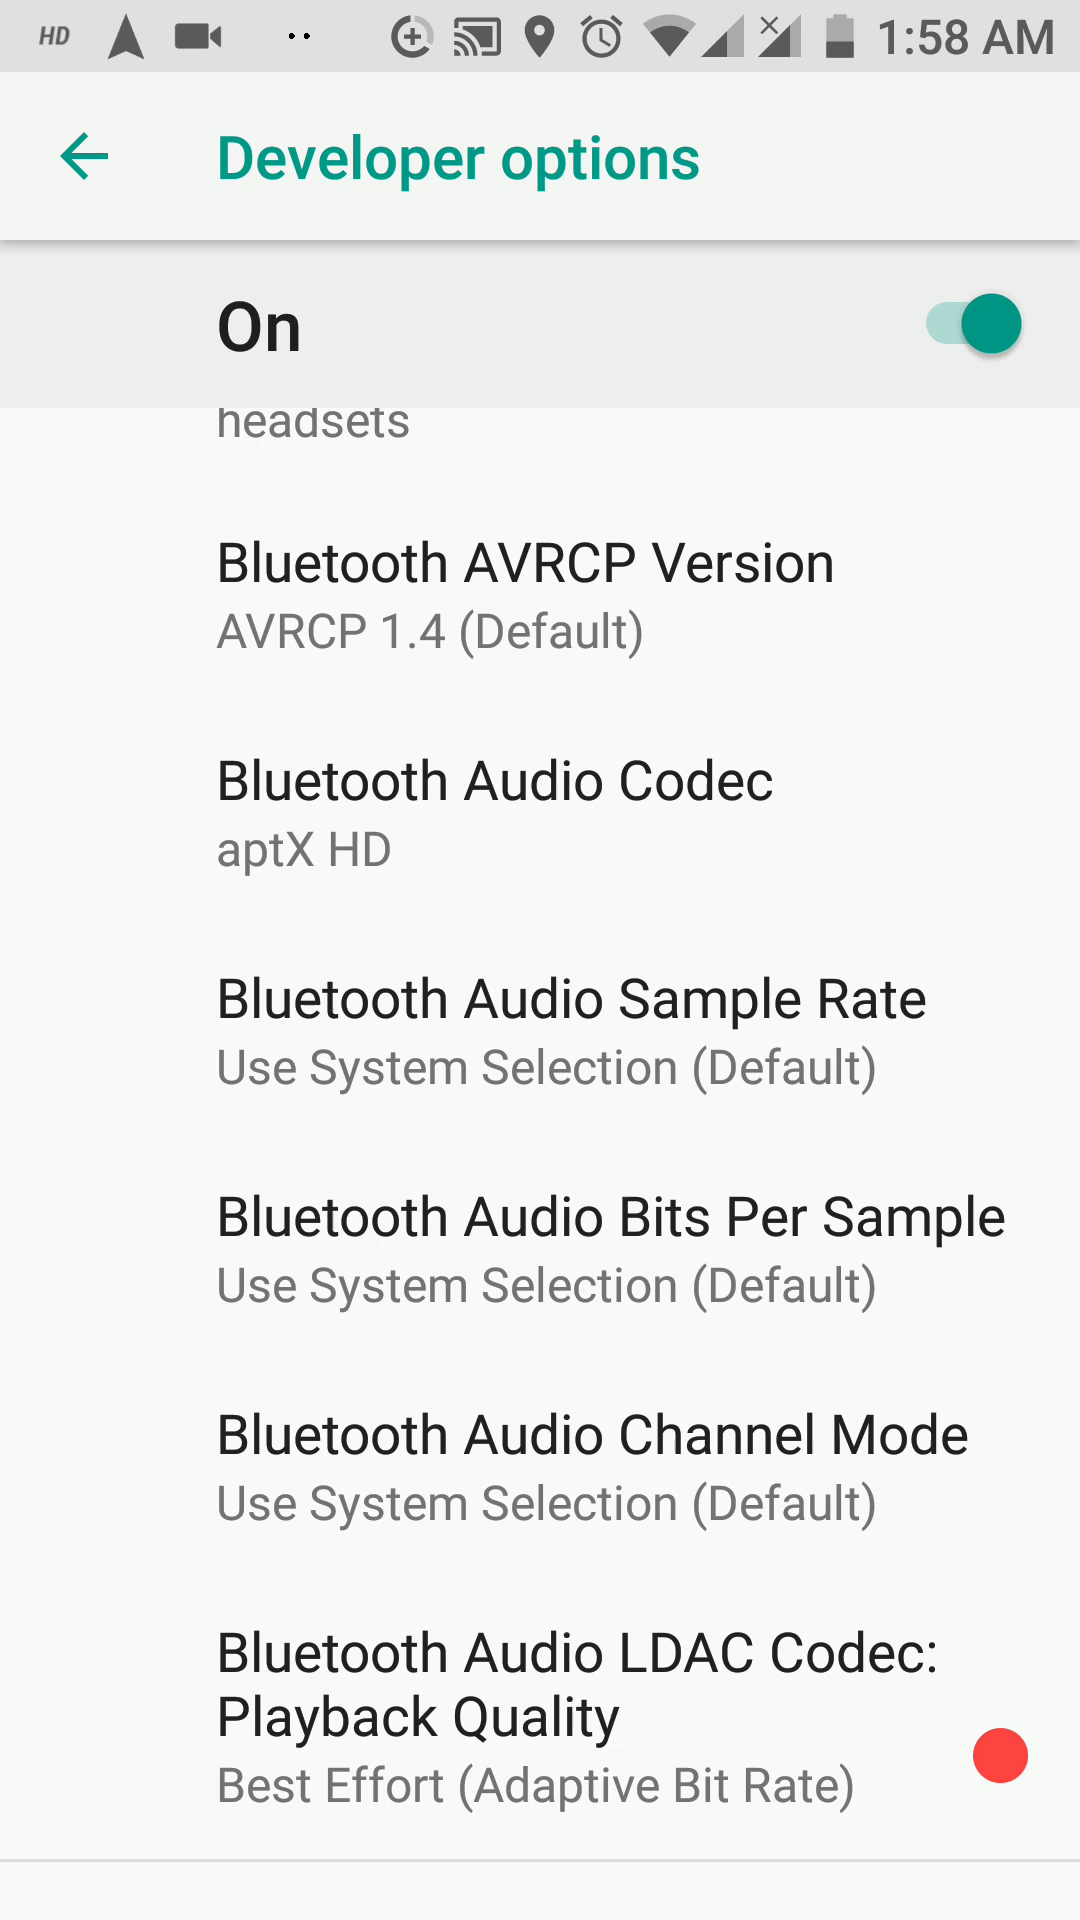 HD
1:58 AM
Developer options
On
headsets
Bluetooth AVRCP Version
AVRCP 1.4 (Default)
Bluetooth Audio Codec
aptX HD
Bluetooth Audio Sample Rate
Use System Selection (Default)
Bluetooth Audio Bits Per Sample
Use System Selection (Default)
Bluetooth Audio Channel Mode
Use System Selection (Default)
Bluetooth Audio LDAC Codec:
Playback Quality
Best Effort (Adaptive Bit Rate)